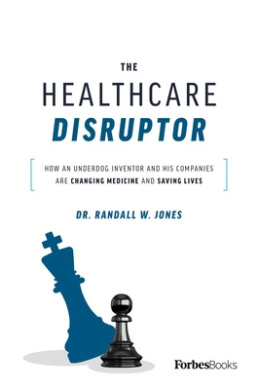 THE
HEALTHCARE
DISRUPTOR
HOW AN UNDERDOG INVENTOR AND HIS COMPANIES
ARE CHANGING MEDICINE AND SAVING LIVES
DR. RANDALL W. JONES
ForbesBooks